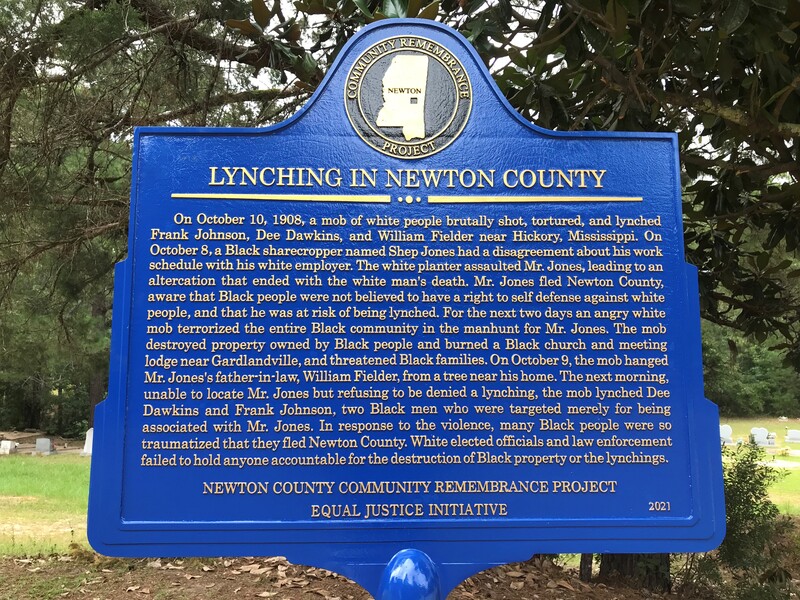 COMMUNITY REMEMBRANCE
NEWTON
PROJECT
LYNCHING IN NEWTON COUNTY
On October 10, 1908, a mob of white people brutally shot, tortured, and lynched
Frank Johnson, Dee Dawkins, and William Fielder near Hickory, Mississippi. On
October 8, a Black sharecropper named Shep Jones had a disagreement about his work
schedule with his white employer. The white planter assaulted Mr. Jones, leading to an
altercation that ended with the white man's death. Mr. Jones fled Newton County,
aware that Black people were not believed to have a right to self defense against white
people, and that he was at risk of being lynched. For the next two days an angry white
mob terrorized the entire Black community in the manhunt for Mr. Jones. The mob
destroyed property owned by Black people and burned a Black church and meeting
lodge near Gardlandville, and threatened Black families. On October 9, the mob hanged
Mr. Jones's father-in-law, William Fielder, from a tree near his home. The next morning,
unable to locate Mr. Jones but refusing to be denied a lynching, the mob lynched Dee
Dawkins and Frank Johnson, two Black men who were targeted merely for being
associated with Mr. Jones. In response to the violence, many Black people were so
traumatized that they fled Newton County. White elected officials and law enforcement
failed to hold anyone accountable for the destruction of Black property or the lynchings.
NEWTON COUNTY COMMUNITY REMEMBRANCE PROJECT
EQUAL JUSTICE INITIATIVE
2021